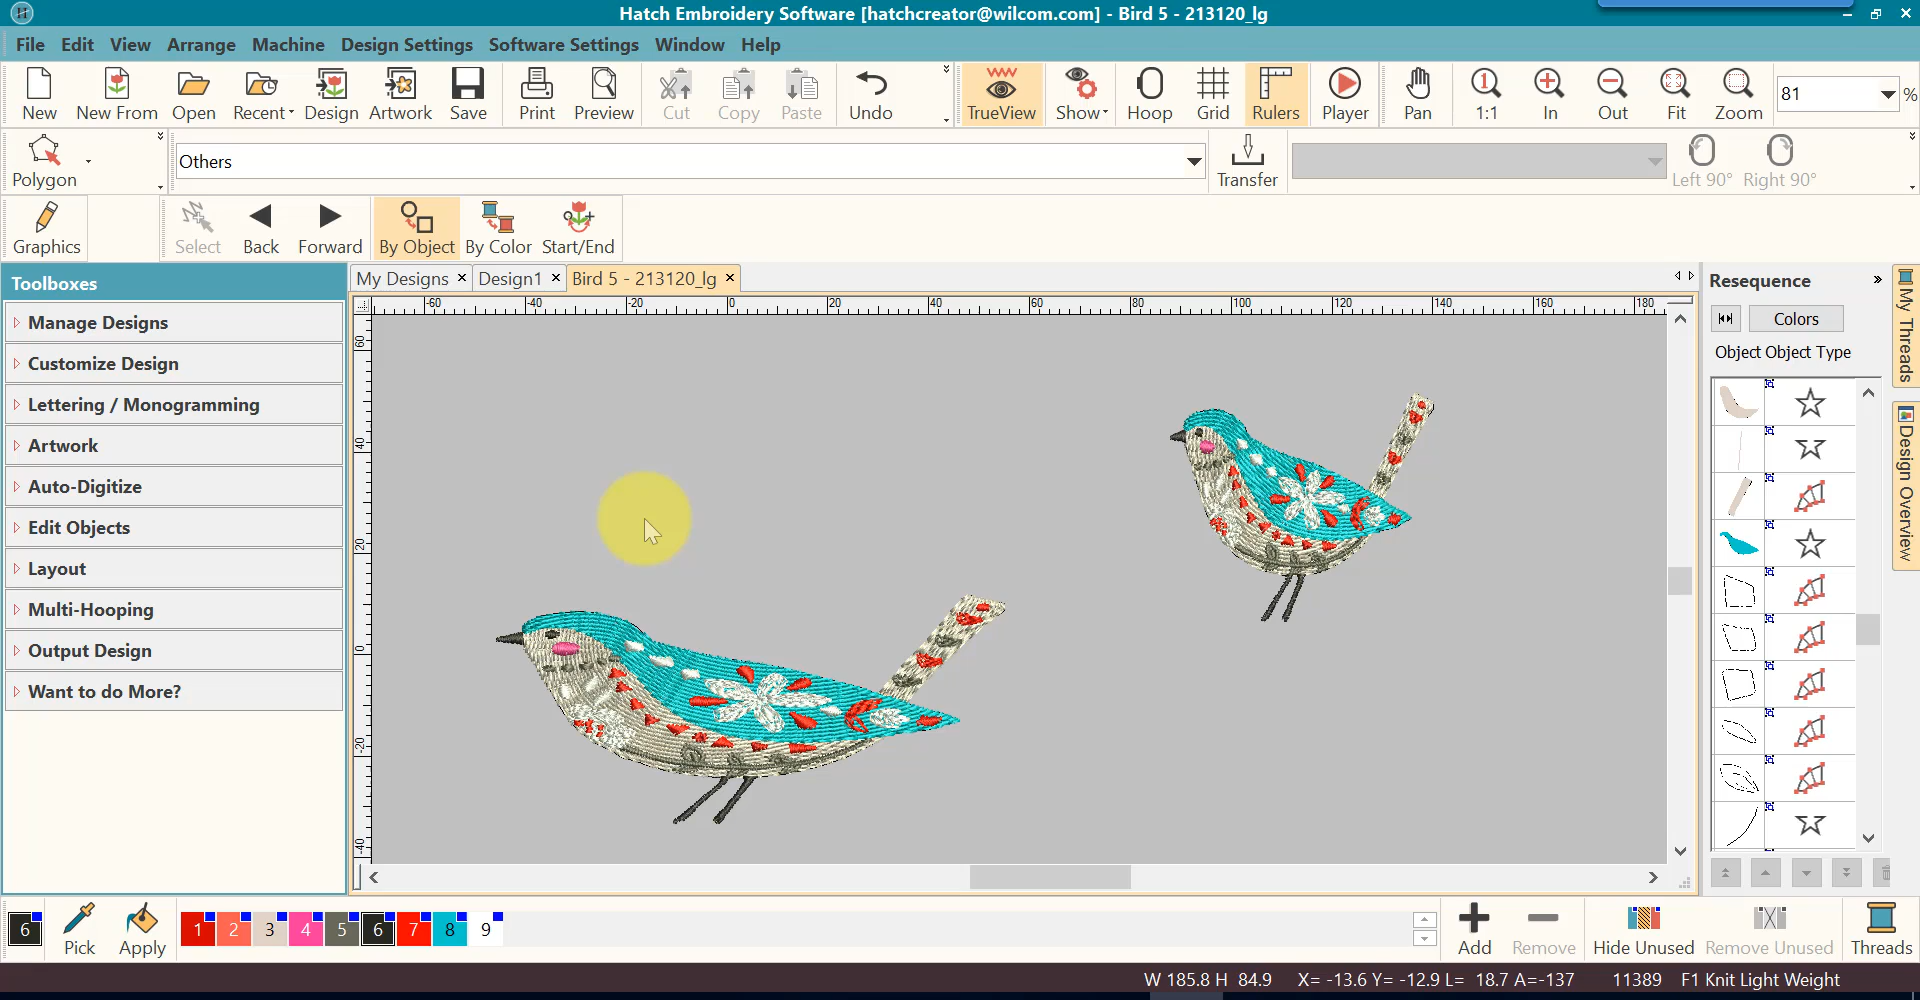 Hatch Embroidery Software [hatchcreator@wilcom.com] - Bird 5 - 213120_lg
File Edit View Arrange Machine Design Settings Software Settings Window Help
New New From Open Recent Design Artwork Save Print Preview Cut Copy Paste Undo TrueView Show Hoop Grid Rulers Player Pan 1:1 In Out Fit Zoom 81 %
Polygon Others Transfer Left 90° Right 90°
Graphics Select Back Forward By Object By Color Start/End
Toolboxes
Manage Designs
Customize Design
Lettering / Monogramming
Artwork
Auto-Digitize
Edit Objects
Layout
Multi-Hooping
Output Design
Want to do More?
My Designs × Design1 × Bird 5 - 213120_lg ×
-60 -40 -20 0 20 40 60 80 100 120 140 160 180
60
40
20
0
-20
-40
Resequence
Colors
Object Object Type
My Threads
Design Overview
6 Pick Apply 1 2 3 4 5 6 7 8 9 Add Remove Hide Unused Remove Unused Threads
W 185.8 H 84.9 X= -13.6 Y= -12.9 L= 18.7 A=-137 11389 F1 Knit Light Weight